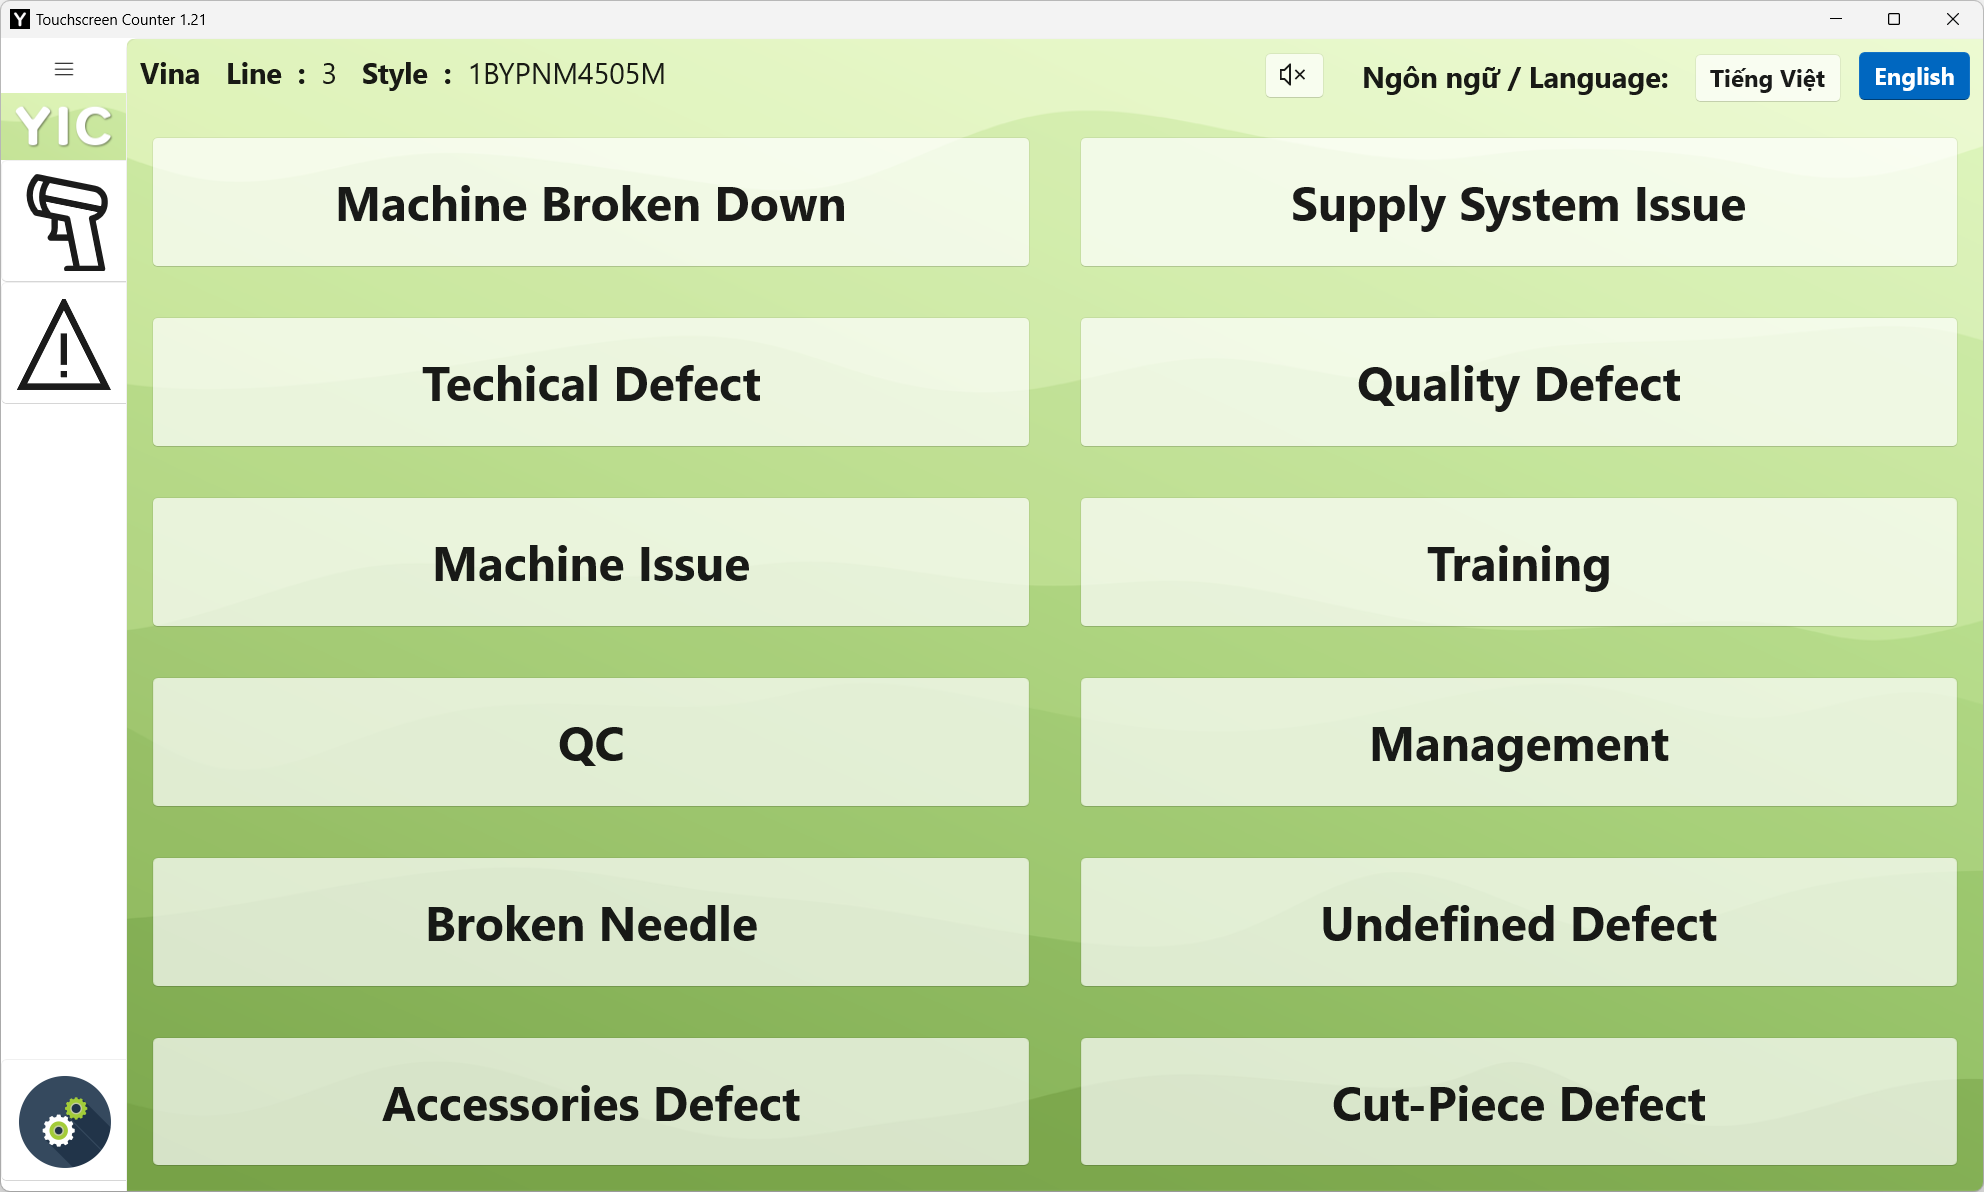 Y Touchscreen Counter 1.21
Vina Line : 3 Style : 1BYPNM4505M Ngôn ngữ / Language: Tiếng Việt English
YIC
Machine Broken Down
Supply System Issue
Techical Defect
Quality Defect
Machine Issue
Training
QC
Management
Broken Needle
Undefined Defect
Accessories Defect
Cut-Piece Defect